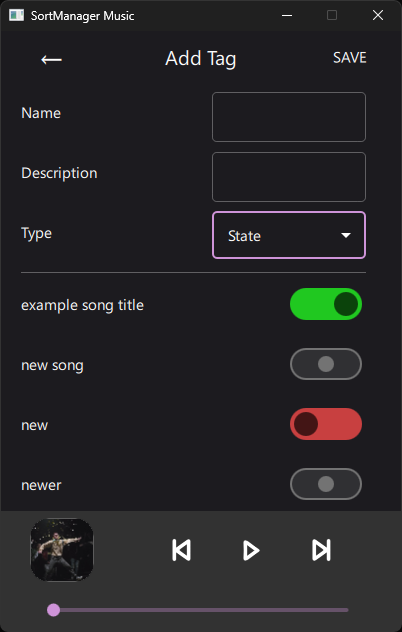 SortManager Music
Add Tag
SAVE
Name
Description
Type
State
example song title
new song
new
newer